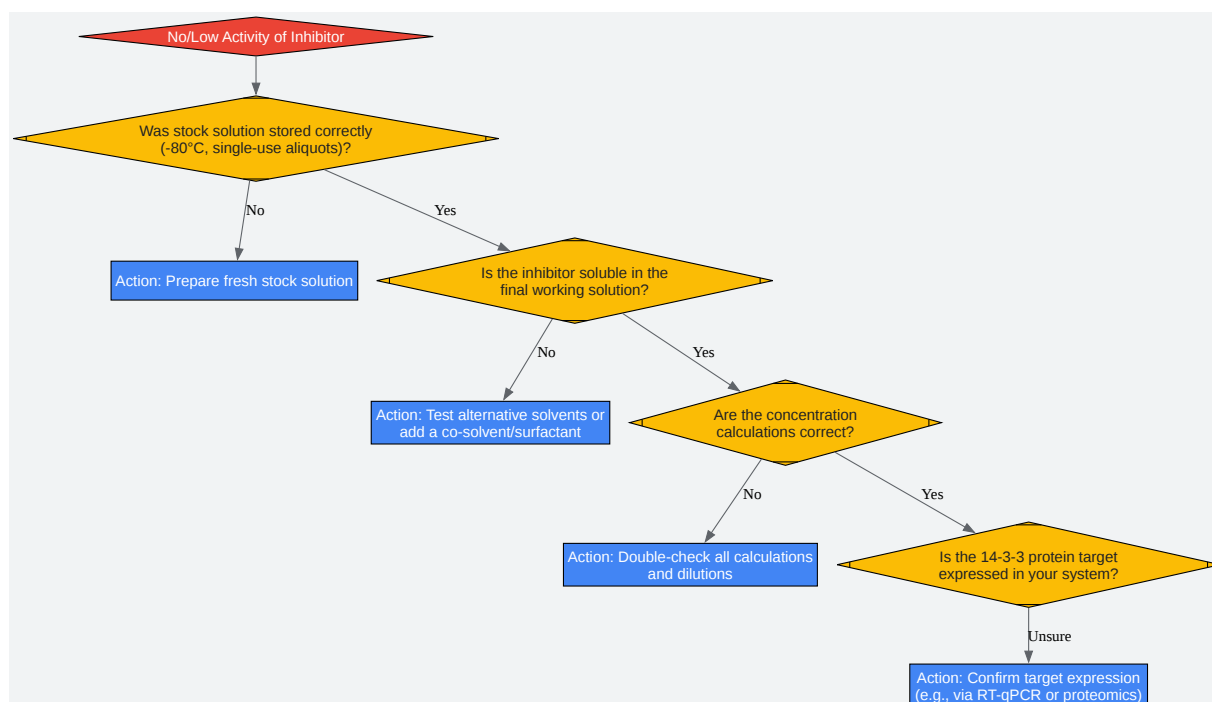 No/Low Activity of Inhibitor
Was stock solution stored correctly
(-80°C, single-use aliquots)?
No
Yes
Action: Prepare fresh stock solution
Is the inhibitor soluble in the
final working solution?
No
Yes
Action: Test alternative solvents or
add a co-solvent/surfactant
Are the concentration
calculations correct?
No
Yes
Action: Double-check all calculations
and dilutions
Is the 14-3-3 protein target
expressed in your system?
Unsure
Action: Confirm target expression
(e.g., via RT-qPCR or proteomics)